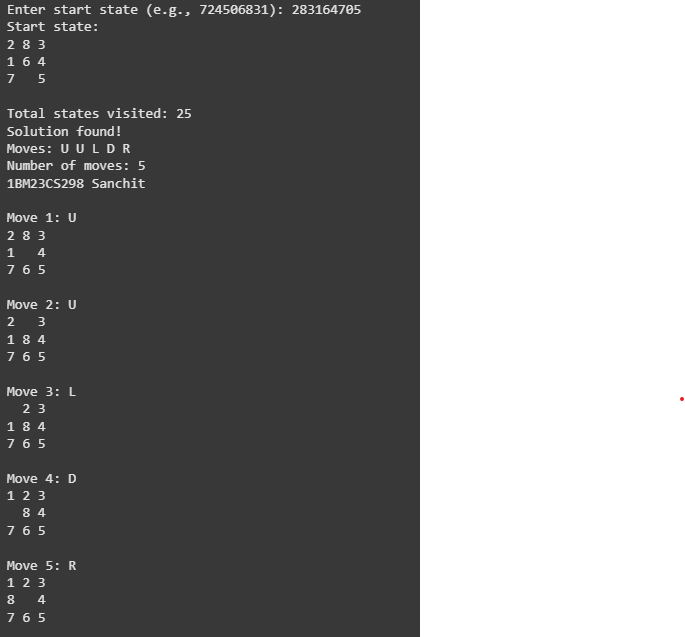 Enter start state (e.g., 724506831): 283164705
Start state:
2 8 3
1 6 4
7   5
Total states visited: 25
Solution found!
Moves: U U L D R
Number of moves: 5
1BM23CS298 Sanchit
Move 1: U
2 8 3
1   4
7 6 5
Move 2: U
2   3
1 8 4
7 6 5
Move 3: L
  2 3
1 8 4
7 6 5
Move 4: D
1 2 3
  8 4
7 6 5
Move 5: R
1 2 3
8   4
7 6 5